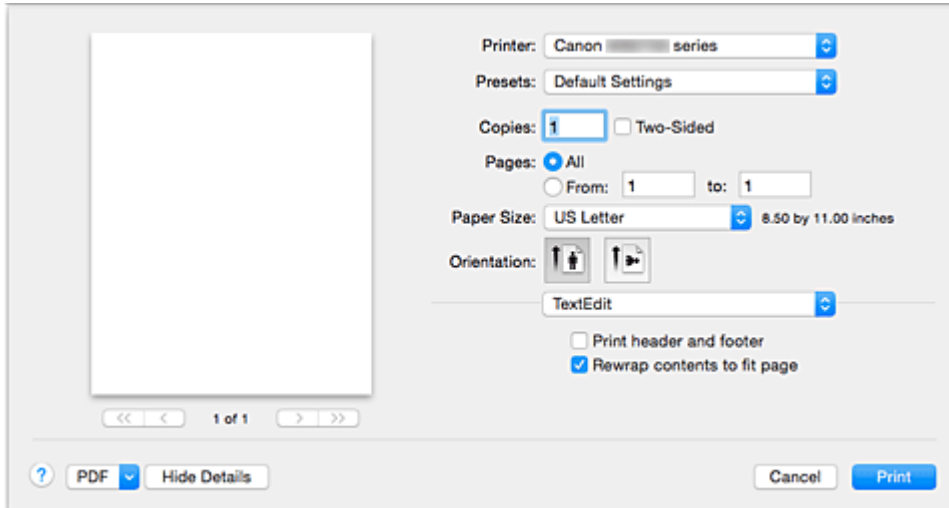 Printer: Canon series
Presets: Default Settings
Copies: 1 Two-Sided
Pages: All
From: 1 to: 1
Paper Size: US Letter 8.50 by 11.00 inches
Orientation:
TextEdit
Print header and footer
Rewrap contents to fit page
<< < 1 of 1 > >>
? PDF Hide Details Cancel Print